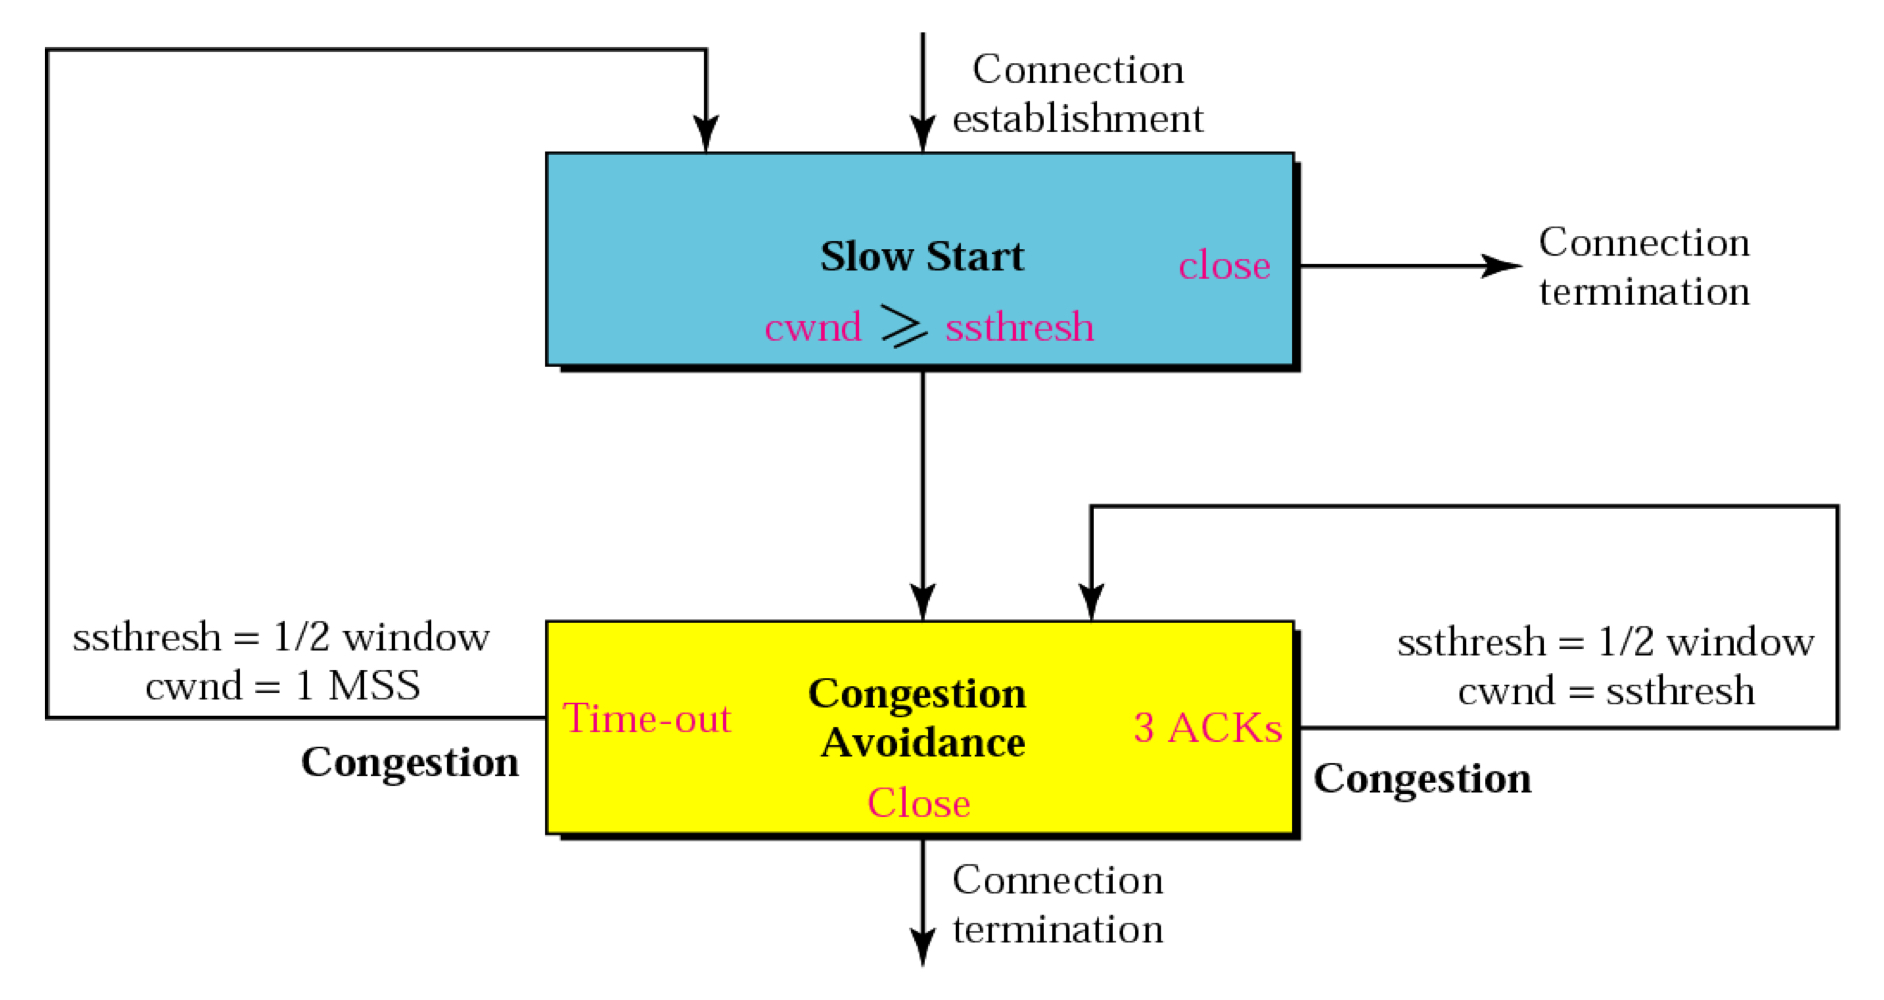 Connection
establishment
Slow Start
close
cwnd ⩾ ssthresh
Connection
termination
ssthresh = 1/2 window
cwnd = 1 MSS
Congestion
Time-out
Congestion
Avoidance
3 ACKs
Close
ssthresh = 1/2 window
cwnd = ssthresh
Congestion
Connection
termination